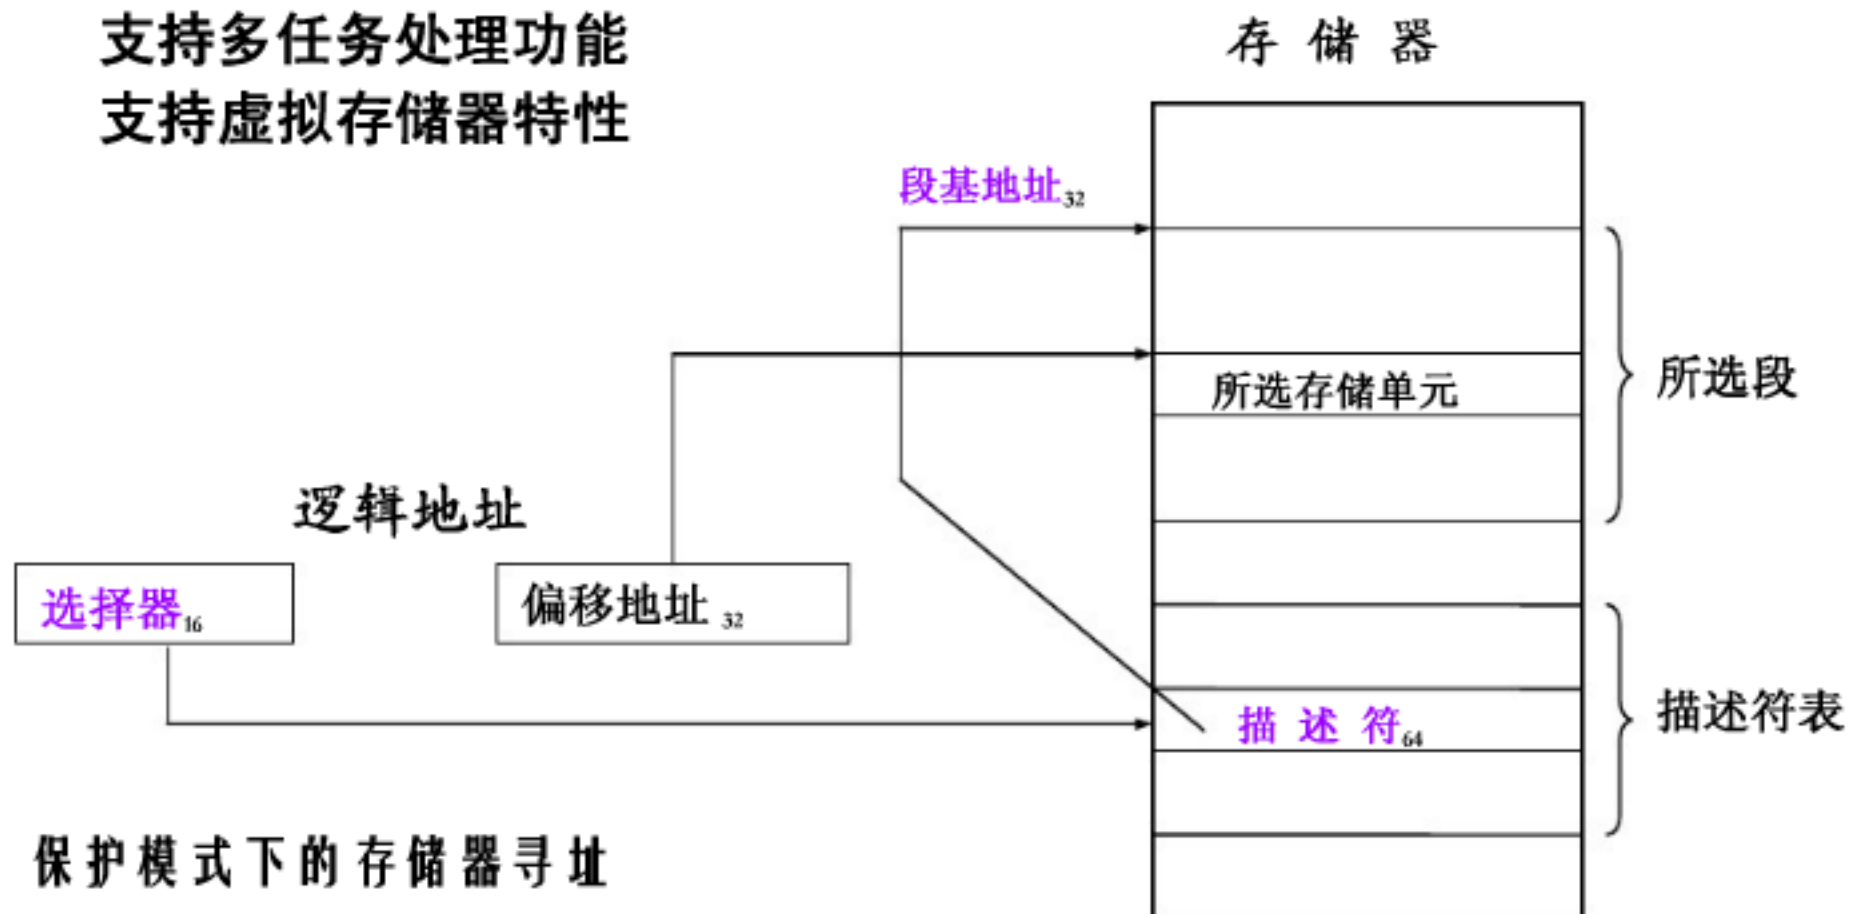 支持多任务处理功能
支持虚拟存储器特性
存 储 器
段基地址32
所选存储单元
所选段
逻辑地址
选择器16
偏移地址 32
描 述 符64
描述符表
保护模式下的存储器寻址